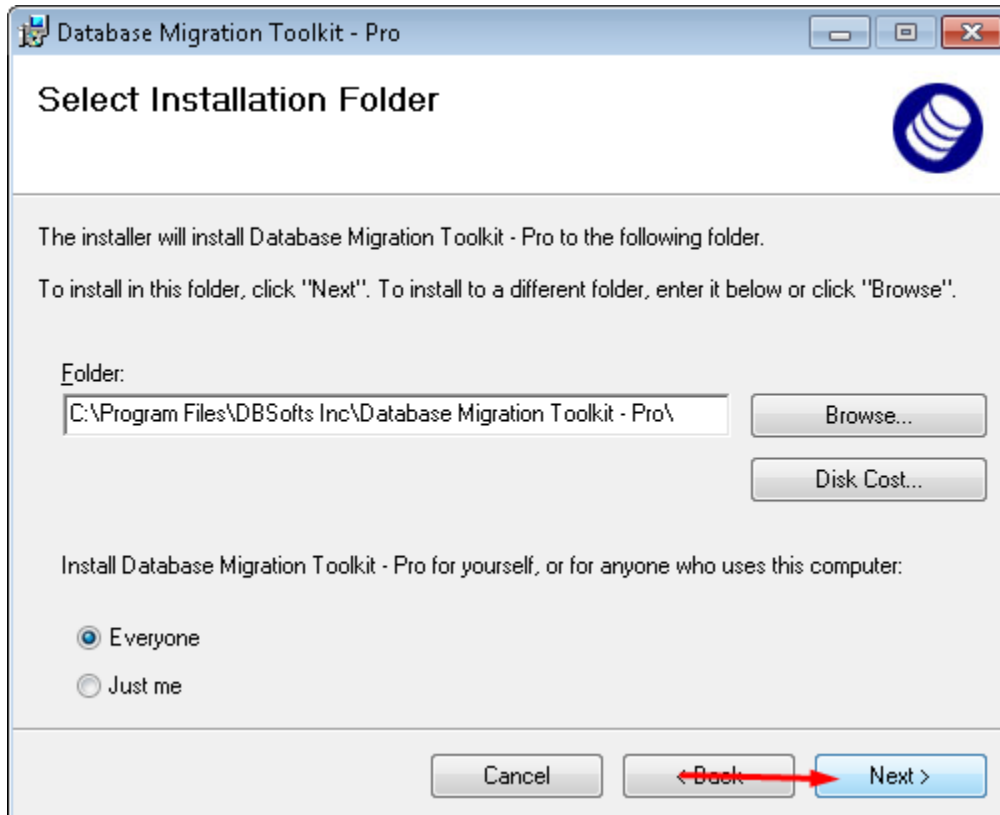 Database Migration Toolkit - Pro
Select Installation Folder
The installer will install Database Migration Toolkit - Pro to the following folder.
To install in this folder, click "Next". To install to a different folder, enter it below or click "Browse".
Folder:
C:\Program Files\DBSofts Inc\Database Migration Toolkit - Pro\
Browse...
Disk Cost...
Install Database Migration Toolkit - Pro for yourself, or for anyone who uses this computer:
Everyone
Just me
Cancel
< Back
Next >